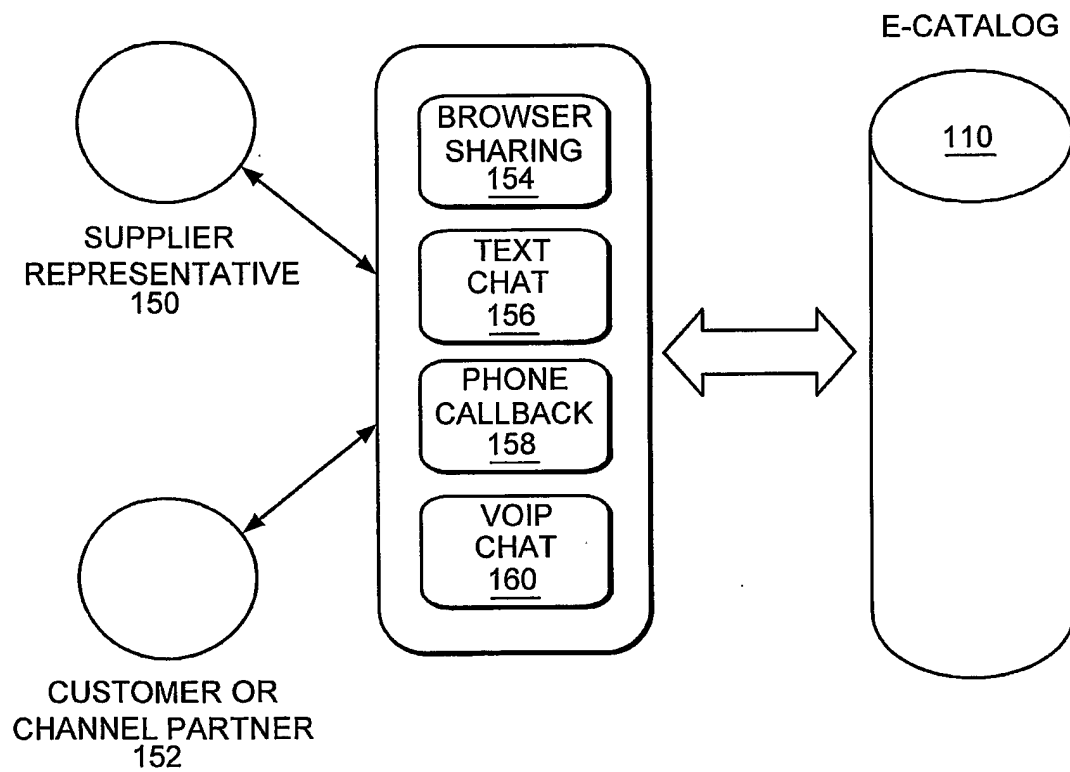 E-CATALOG
110
BROWSER
SHARING
154
TEXT
CHAT
156
PHONE
CALLBACK
158
VOIP
CHAT
160
SUPPLIER
REPRESENTATIVE
150
CUSTOMER OR
CHANNEL PARTNER
152